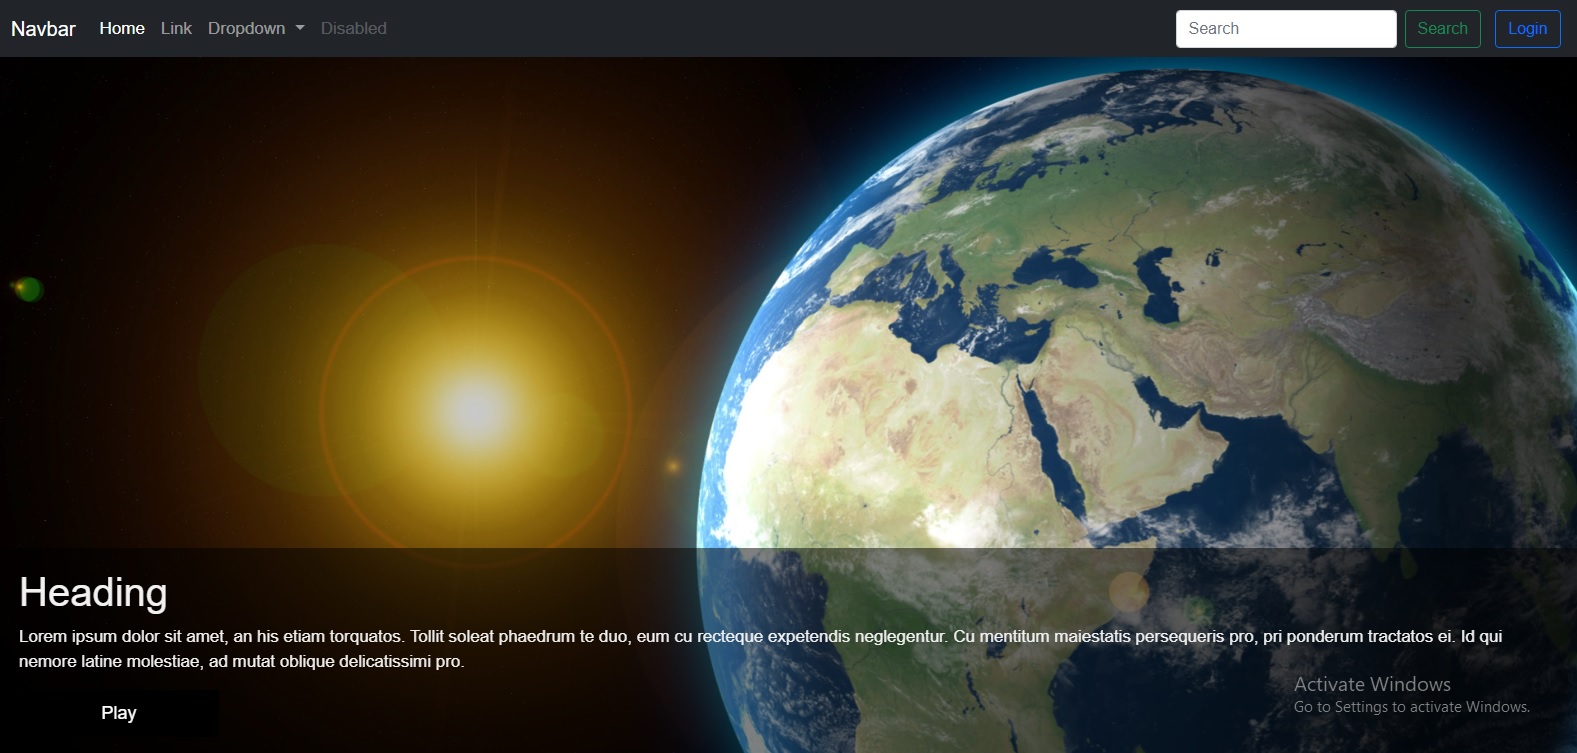 Navbar Home Link Dropdown Disabled Search Search Login
Heading
Lorem ipsum dolor sit amet, an his etiam torquatos. Tollit soleat phaedrum te duo, eum cu recteque expetendis neglegentur. Cu mentitum maiestatis persequeris pro, pri ponderum tractatos ei. Id qui
nemore latine molestiae, ad mutat oblique delicatissimi pro.
Activate Windows
Go to Settings to activate Windows.
Play